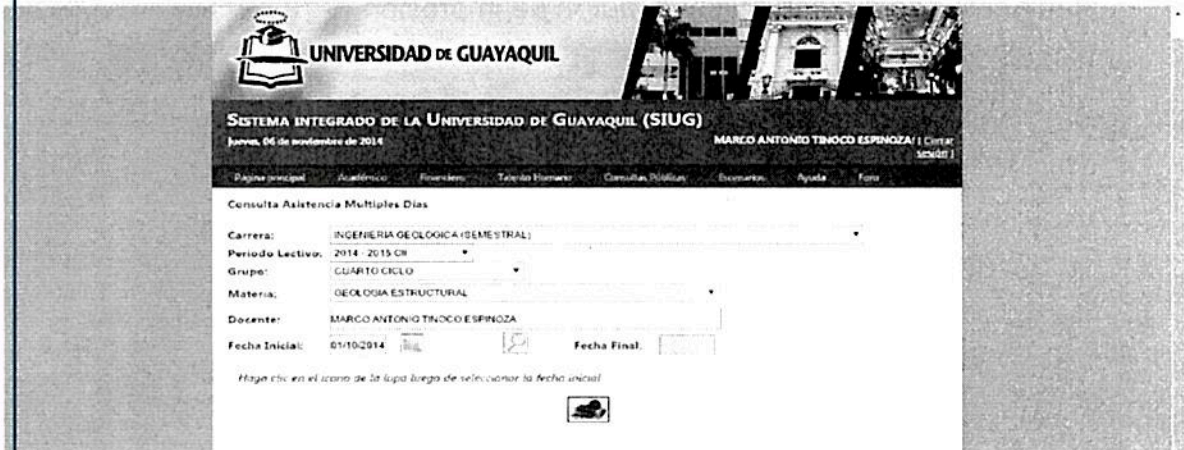 UNIVERSIDAD DE GUAYAQUIL
SISTEMA INTEGRADO DE LA UNIVERSIDAD DE GUAYAQUIL (SIUG)
Jueves, 06 de noviembre de 2014
MARCO ANTONIO TINOCO ESPINOZA! [ Cerrar
sesión ]
Página principal Académico Financiero Talento Humano Consultas Públicas Escenarios Ayuda Foro
Consulta Asistencia Multiples Dias
Carrera: INGENIERIA GEOLOGICA (SEMESTRAL)
Periodo Lectivo: 2014 - 2015 CII
Grupo: CUARTO CICLO
Materia: GEOLOGIA ESTRUCTURAL
Docente: MARCO ANTONIO TINOCO ESPINOZA
Fecha Inicial: 01/10/2014 Fecha Final:
Haga clic en el icono de la lupa luego de seleccionar la fecha inicial